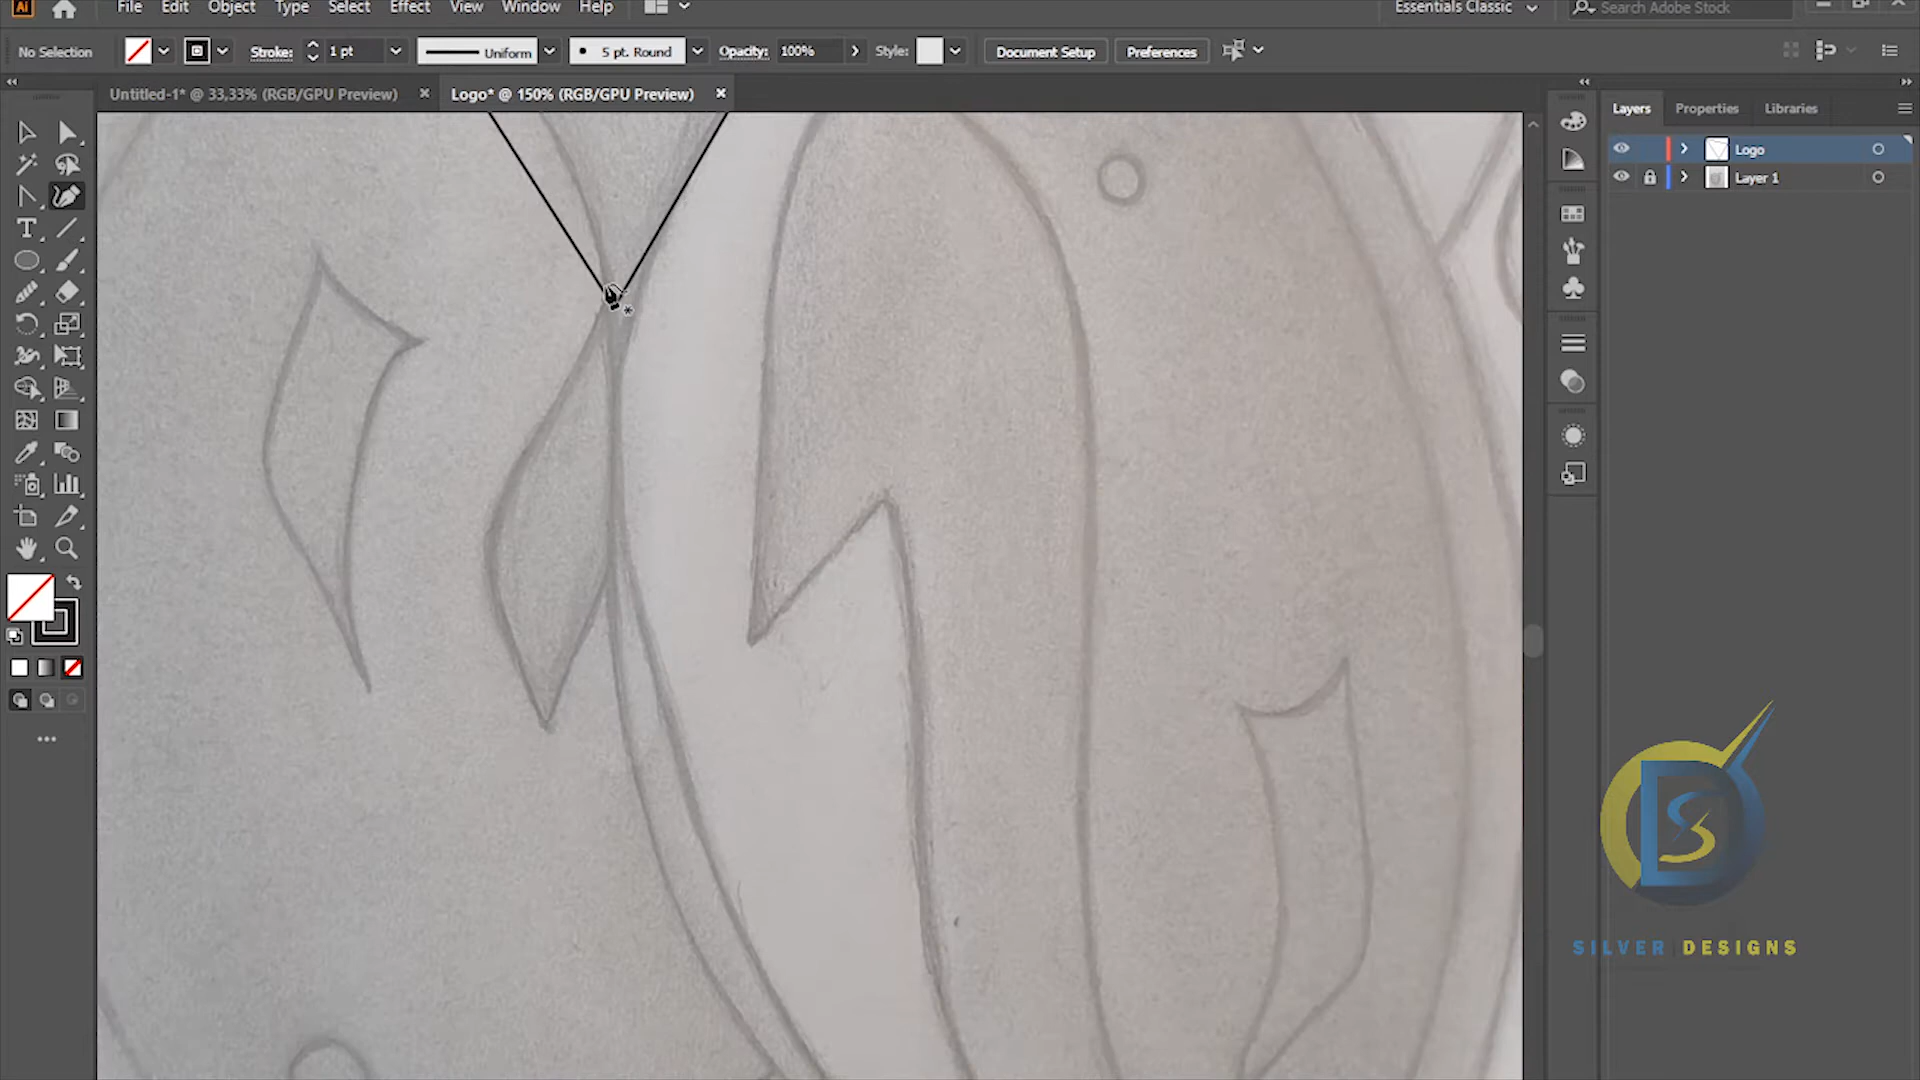 Ai File Edit Object Type Select Effect View Window Help Essentials Classic Search Adobe Stock
No Selection Stroke: 1 pt Uniform 5 pt. Round Opacity: 100% Style: Document Setup Preferences
Untitled-1* @ 33,33% (RGB/GPU Preview) Logo* @ 150% (RGB/GPU Preview)
Layers Properties Libraries
Logo
Layer 1
DS
SILVER DESIGNS